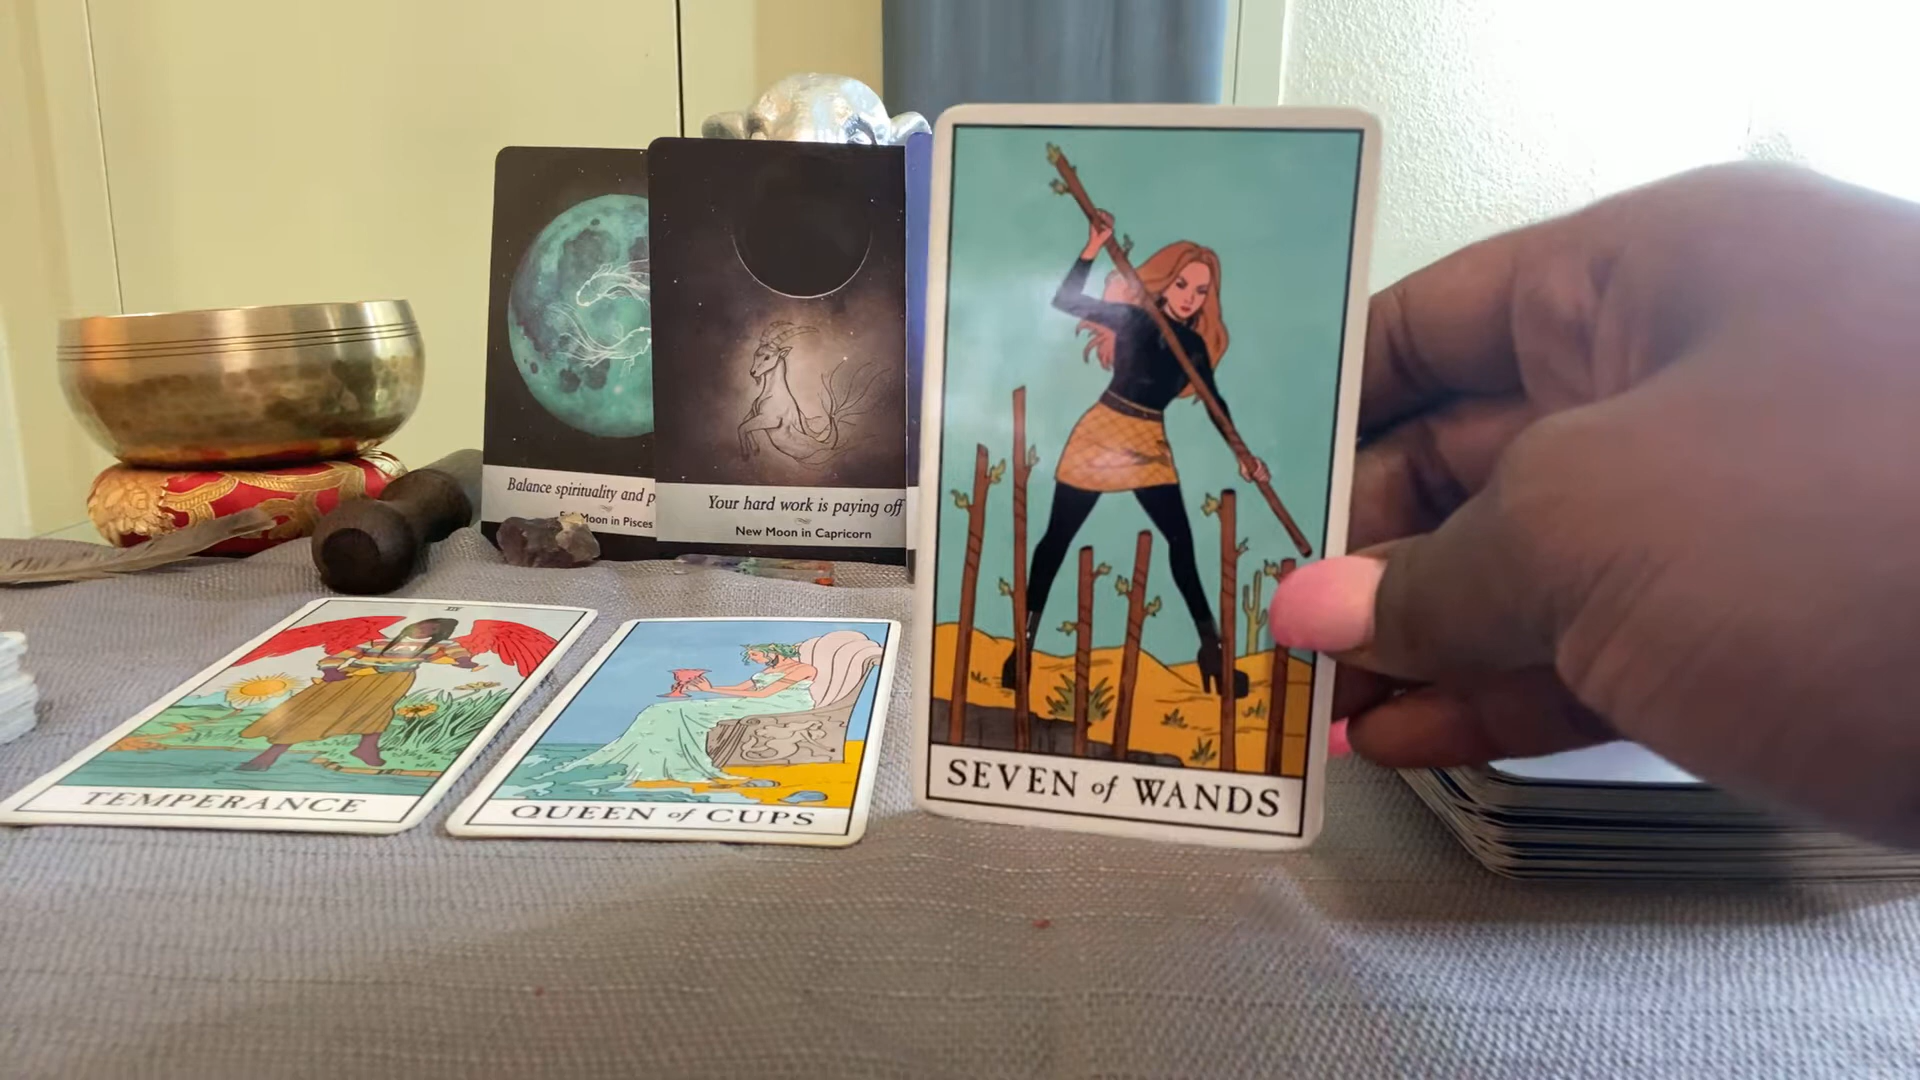 Balance spirituality and p
Moon in Pisces
Your hard work is paying off
New Moon in Capricorn
XIV
TEMPERANCE
QUEEN of CUPS
SEVEN of WANDS